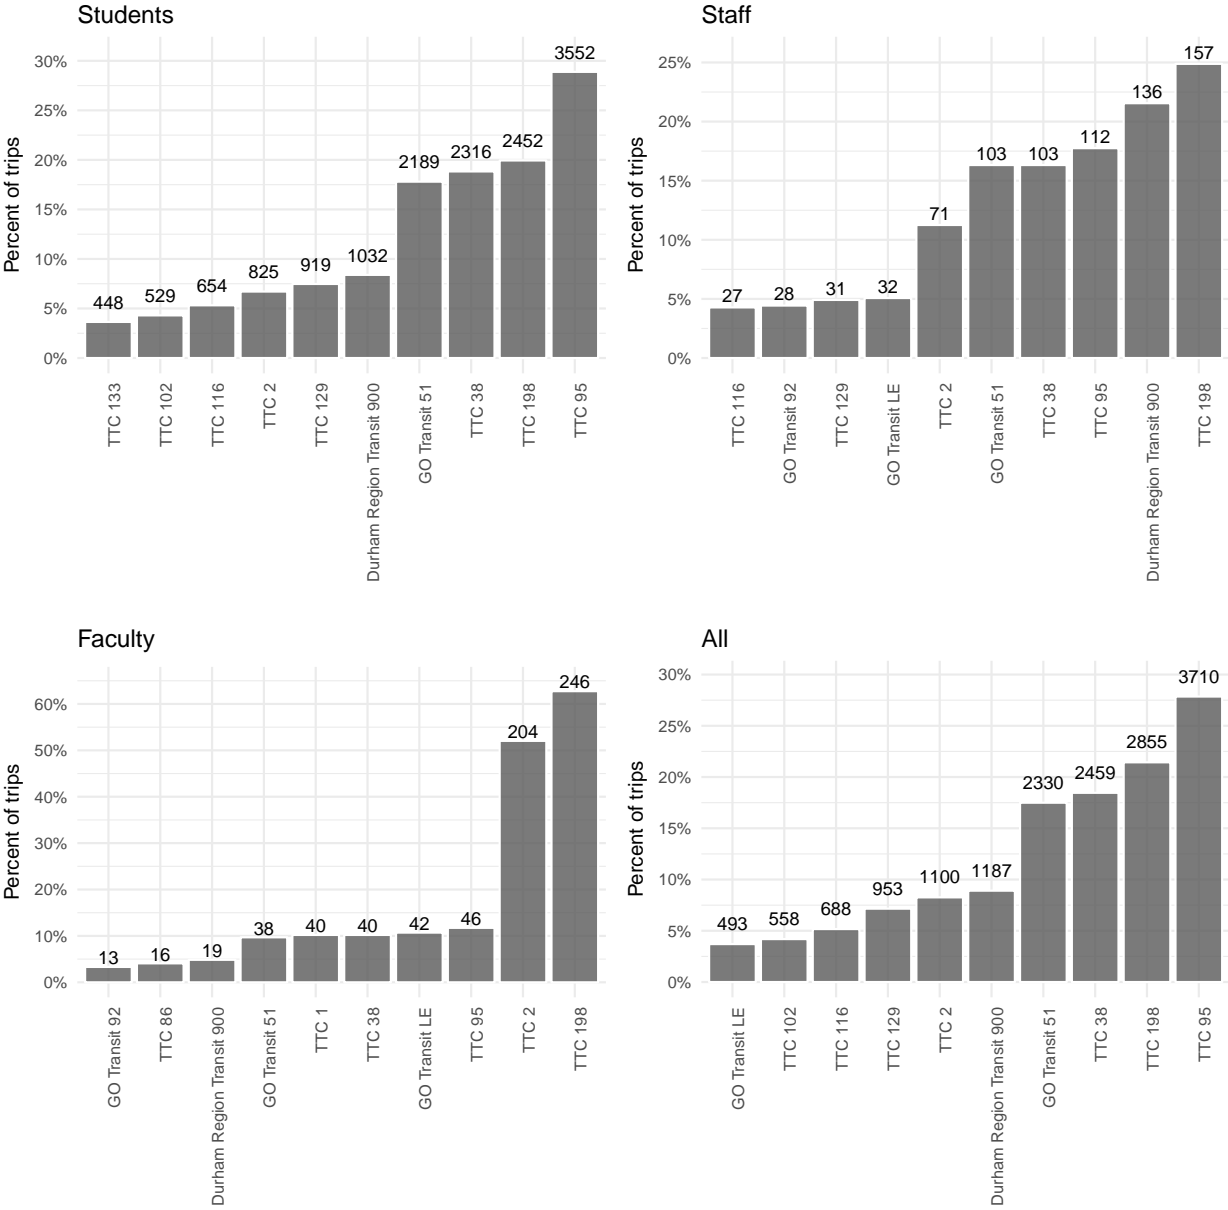 Students
Percent of trips
30%
25%
20%
15%
10%
5%
0%
448
529
654
825
919
1032
2189
2316
2452
3552
TTC 133
TTC 102
TTC 116
TTC 2
TTC 129
Durham Region Transit 900
GO Transit 51
TTC 38
TTC 198
TTC 95
Staff
Percent of trips
25%
20%
15%
10%
5%
0%
27
28
31
32
71
103
103
112
136
157
TTC 116
GO Transit 92
TTC 129
GO Transit LE
TTC 2
GO Transit 51
TTC 38
TTC 95
Durham Region Transit 900
TTC 198
Faculty
Percent of trips
60%
50%
40%
30%
20%
10%
0%
13
16
19
38
40
40
42
46
204
246
GO Transit 92
TTC 86
Durham Region Transit 900
GO Transit 51
TTC 1
TTC 38
GO Transit LE
TTC 95
TTC 2
TTC 198
All
Percent of trips
30%
25%
20%
15%
10%
5%
0%
493
558
688
953
1100
1187
2330
2459
2855
3710
GO Transit LE
TTC 102
TTC 116
TTC 129
TTC 2
Durham Region Transit 900
GO Transit 51
TTC 38
TTC 198
TTC 95